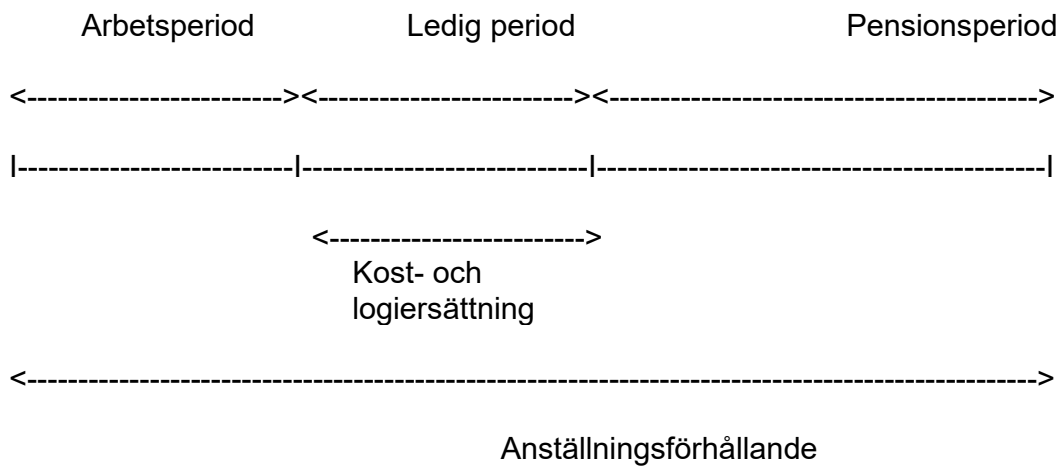 Arbetsperiod Ledig period Pensionsperiod
<-------------------------><-------------------------><------------------------------------------->
|---------------------------|----------------------------|--------------------------------------------|
<------------------------->
Kost- och
logiersättning
<--------------------------------------------------------------------------------------------------->
Anställningsförhållande